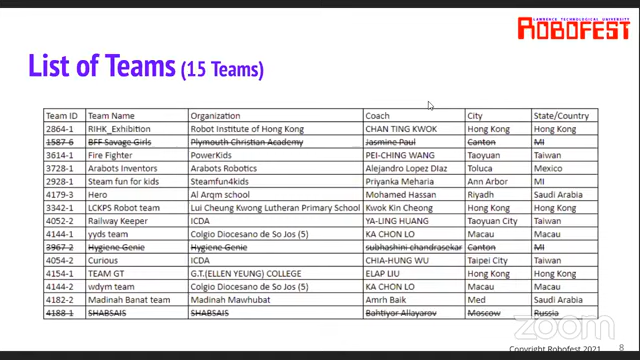 LAWRENCE TECHNOLOGICAL UNIVERSITY
ROBOFEST
List of Teams (15 Teams)
Team ID Team Name Organization Coach City State/Country
2864-1 RIHK_Exhibition Robot Institute of Hong Kong CHAN TING KWOK Hong Kong Hong Kong
1587-6 BFF Savage Girls Plymouth Christian Academy Jasmine Paul Canton MI
3614-1 Fire Fighter PowerKids PEI-CHING WANG Taoyuan Taiwan
3728-1 Arabots Inventors Arabots Robotics Alejandro Lopez DIaz Toluca Mexico
2928-1 Steam fun for kids Steamfun4kids Priyanka Meharia Ann Arbor MI
4179-3 Hero Al Arqm school Mohammed Hassan Riyadh Saudi Arabia
3342-1 LCKPS Robot team Lui Cheung Kwong Lutheran Primary School Kwok Kin Cheong Hong Kong Hong Kong
4052-2 Railway Keeper ICDA YA-LING HUANG Taoyuan City Taiwan
4144-1 yyds team Colgio Diocesano de So Jos (5) KA CHON LO Macau Macau
3967-2 Hygiene Genie Hygiene Genie subhashini chandrasekar Canton MI
4054-2 Curious ICDA CHIA-HUNG WU Taipei City Taiwan
4154-1 TEAM GT G.T.(ELLEN YEUNG) COLLEGE ELAP LIU Hong Kong Hong Kong
4144-2 wdym team Colgio Diocesano de So Jos (5) KA CHON LO Macau Macau
4182-2 Madinah Banat team Madinah Mawhubat Amrh Baik Med Saudi Arabia
4188-1 SHABSAIS SHABSAIS Bahtiyor Allayarov Moscow Russia
zoom
Copyright Robofest 2021 8